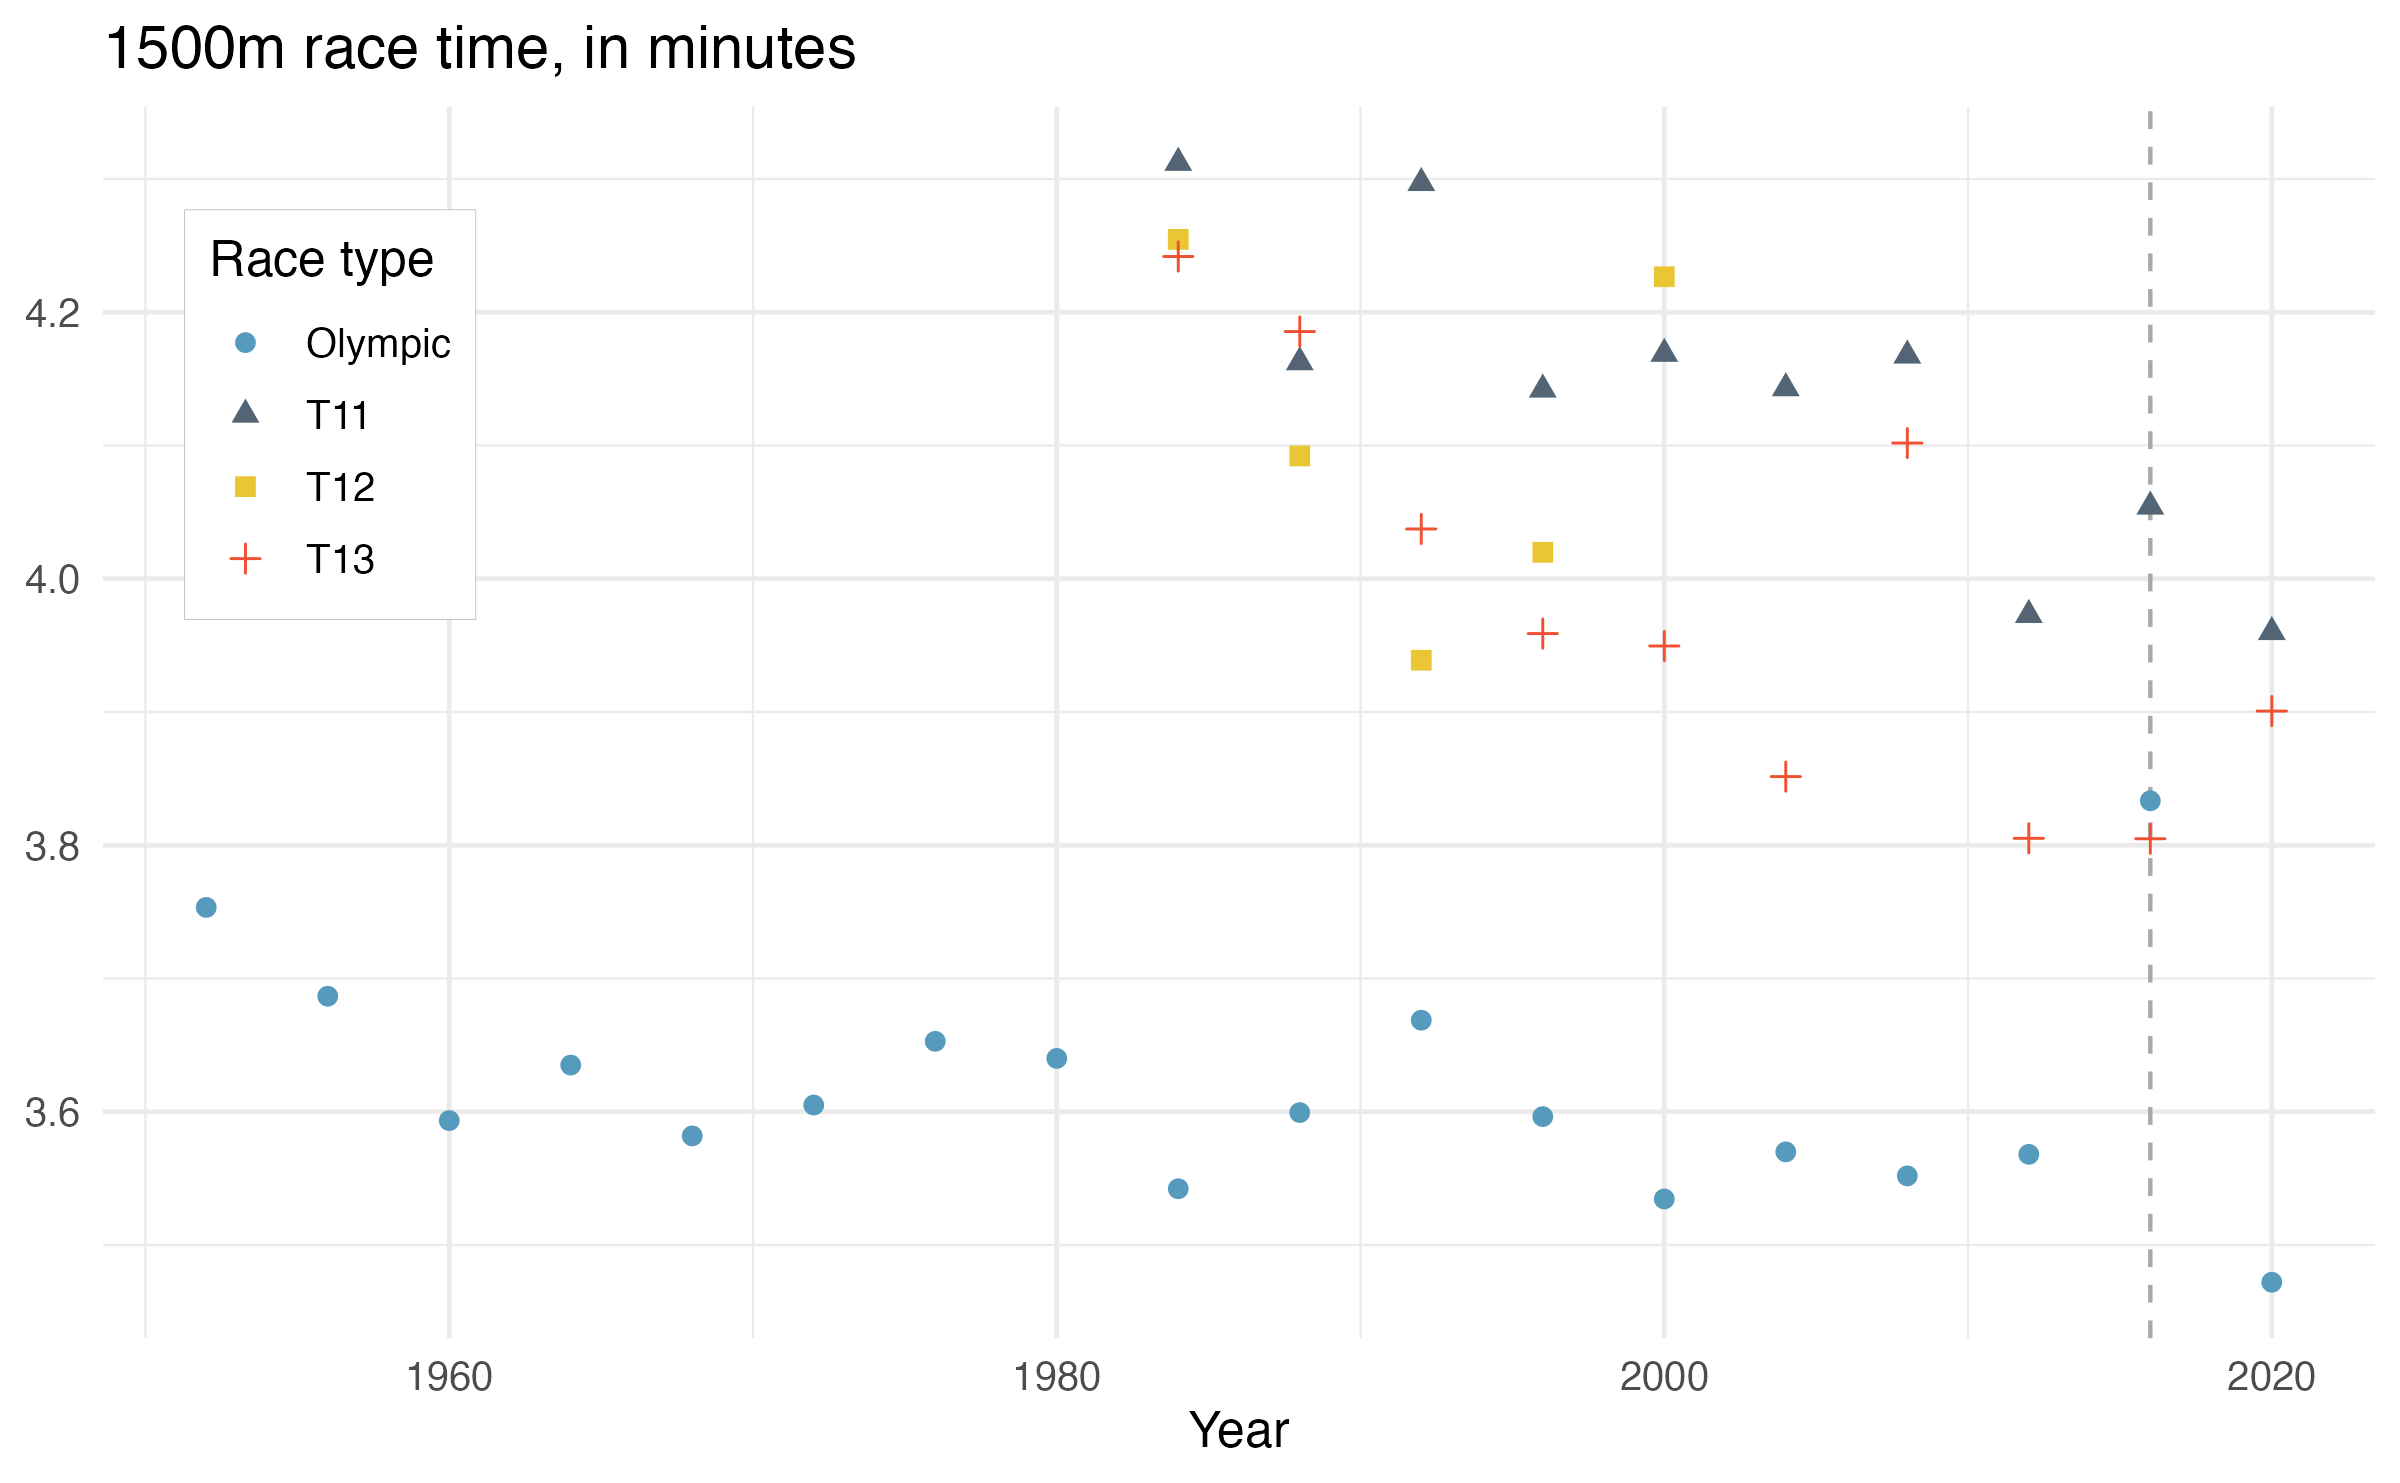 1500m race time, in minutes
Race type
Olympic
T11
T12
T13
4.2
4.0
3.8
3.6
1960 1980 2000 2020
Year